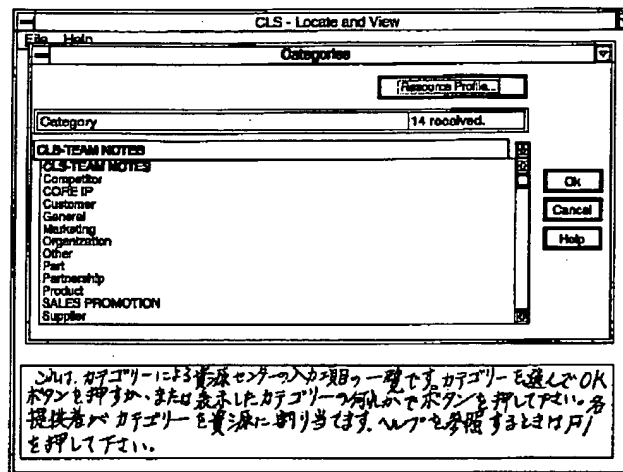 CLS - Locate and View
File Help
Categories
Resource Profile...
Category 14 received.
CLS-TEAM NOTES
CLS-TEAM NOTES
Competitor
CORE IP
Customer
General
Marketing
Organization
Other
Part
Partnership
Product
SALES PROMOTION
Supplier
Ok
Cancel
Help
これは、カテゴリーによる資源センターの入力項目の一覧です。カテゴリーを選んでOK
ボタンを押すか、または表示したカテゴリーの何れかでボタンを押して下さい。各
提供者がカテゴリーを資源に割り当てます。ヘルプを参照するときはF1
を押して下さい。